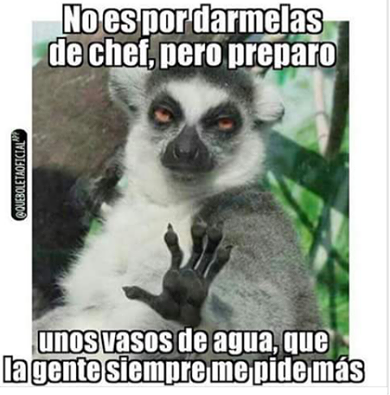 No es por darmelas
de chef, pero preparo
@QUEBOLETAOFICIALAPP
unos vasos de agua, que
la gente siempre me pide más